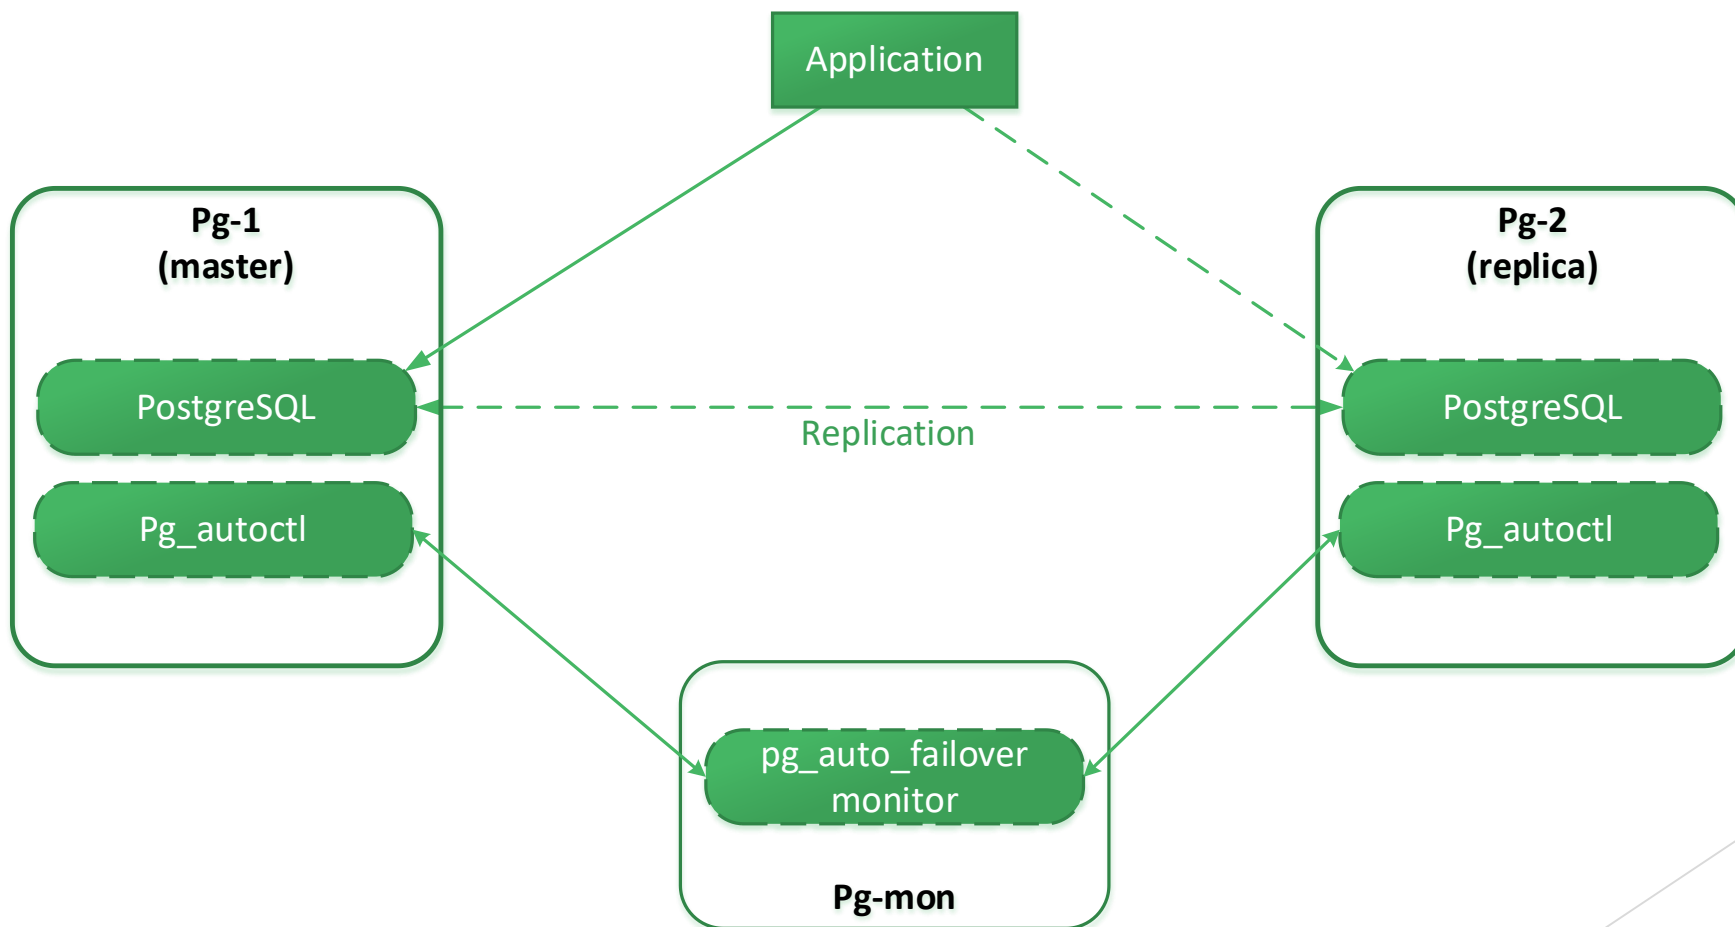 Application
Pg-1
(master)
PostgreSQL
Pg_autoctl
Replication
Pg-2
(replica)
PostgreSQL
Pg_autoctl
pg_auto_failover
monitor
Pg-mon